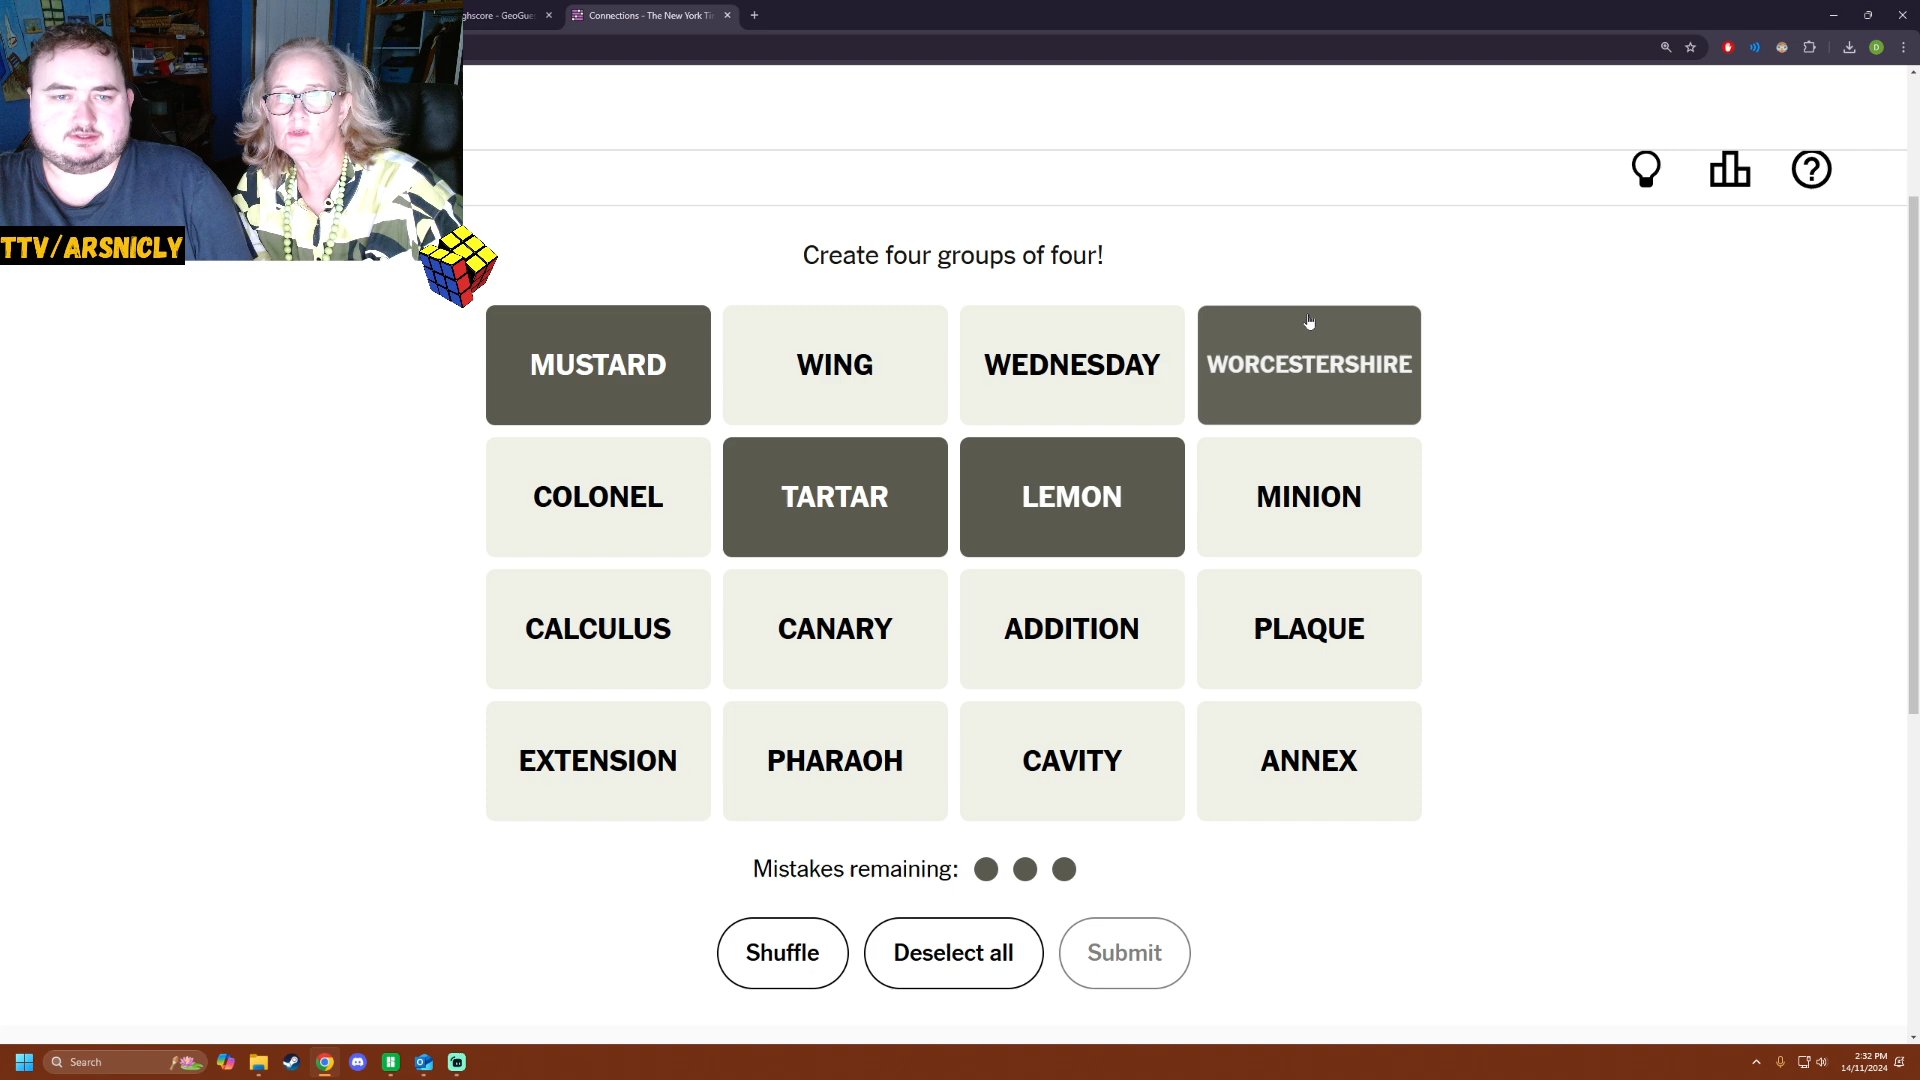 ghscore - GeoGue
Connections - The New York Ti
TTV/ARSNICLY
Create four groups of four!
MUSTARD
WING
WEDNESDAY
WORCESTERSHIRE
COLONEL
TARTAR
LEMON
MINION
CALCULUS
CANARY
ADDITION
PLAQUE
EXTENSION
PHARAOH
CAVITY
ANNEX
Mistakes remaining:
Shuffle
Deselect all
Submit
Search
2:32 PM
14/11/2024